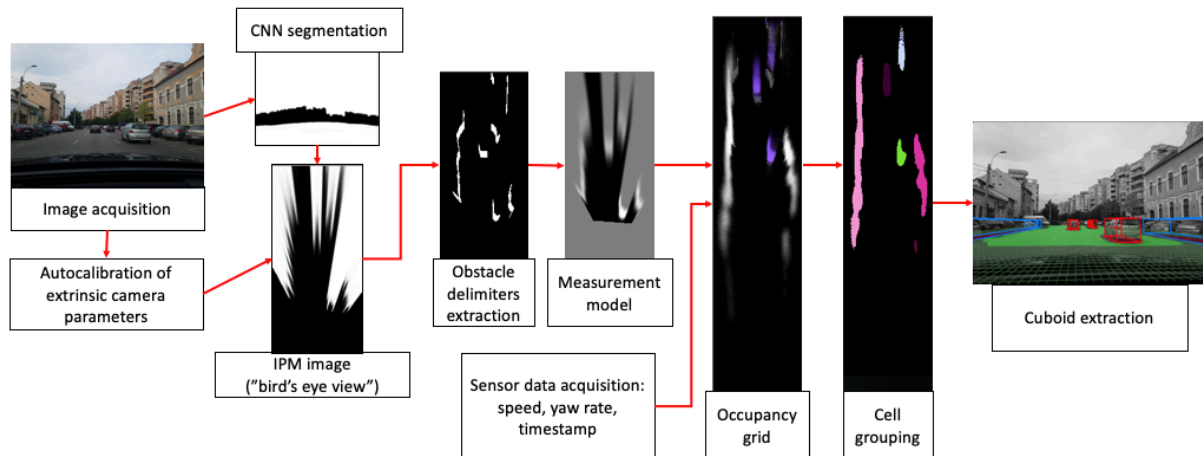 CNN segmentation
Image acquisition
Autocalibration of
extrinsic camera
parameters
IPM image
("bird's eye view")
Obstacle
delimiters
extraction
Measurement
model
Sensor data acquisition:
speed, yaw rate,
timestamp
Occupancy
grid
Cell
grouping
Cuboid extraction